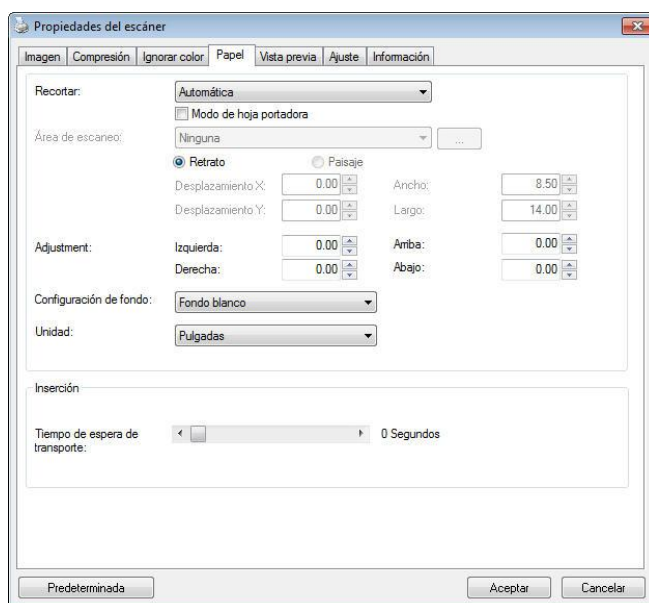 Propiedades del escáner
Imagen Compresión Ignorar color Papel Vista previa Ajuste Información
Recortar: Automática
Modo de hoja portadora
Área de escaneo: Ninguna ...
Retrato Paisaje
Desplazamiento X: 0.00 Ancho: 8.50
Desplazamiento Y: 0.00 Largo: 14.00
Adjustment: Izquierda: 0.00 Arriba: 0.00
Derecha: 0.00 Abajo: 0.00
Configuración de fondo: Fondo blanco
Unidad: Pulgadas
Inserción
Tiempo de espera de
transporte: 0 Segundos
Predeterminada Aceptar Cancelar